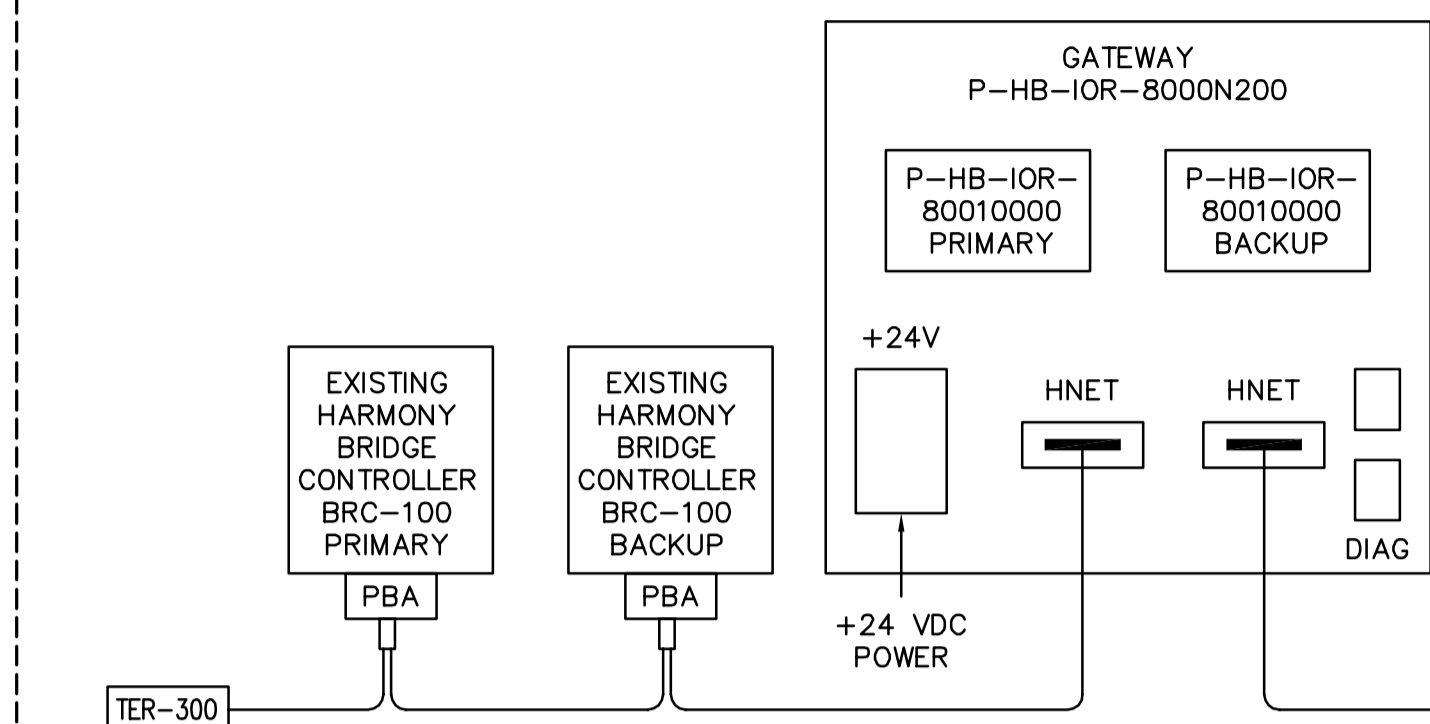 GATEWAY
P-HB-IOR-8000N200
P-HB-IOR-
80010000
PRIMARY
P-HB-IOR-
80010000
BACKUP
+24V
HNET
HNET
DIAG
+24 VDC
POWER
EXISTING
HARMONY
BRIDGE
CONTROLLER
BRC-100
PRIMARY
PBA
EXISTING
HARMONY
BRIDGE
CONTROLLER
BRC-100
BACKUP
PBA
TER-300